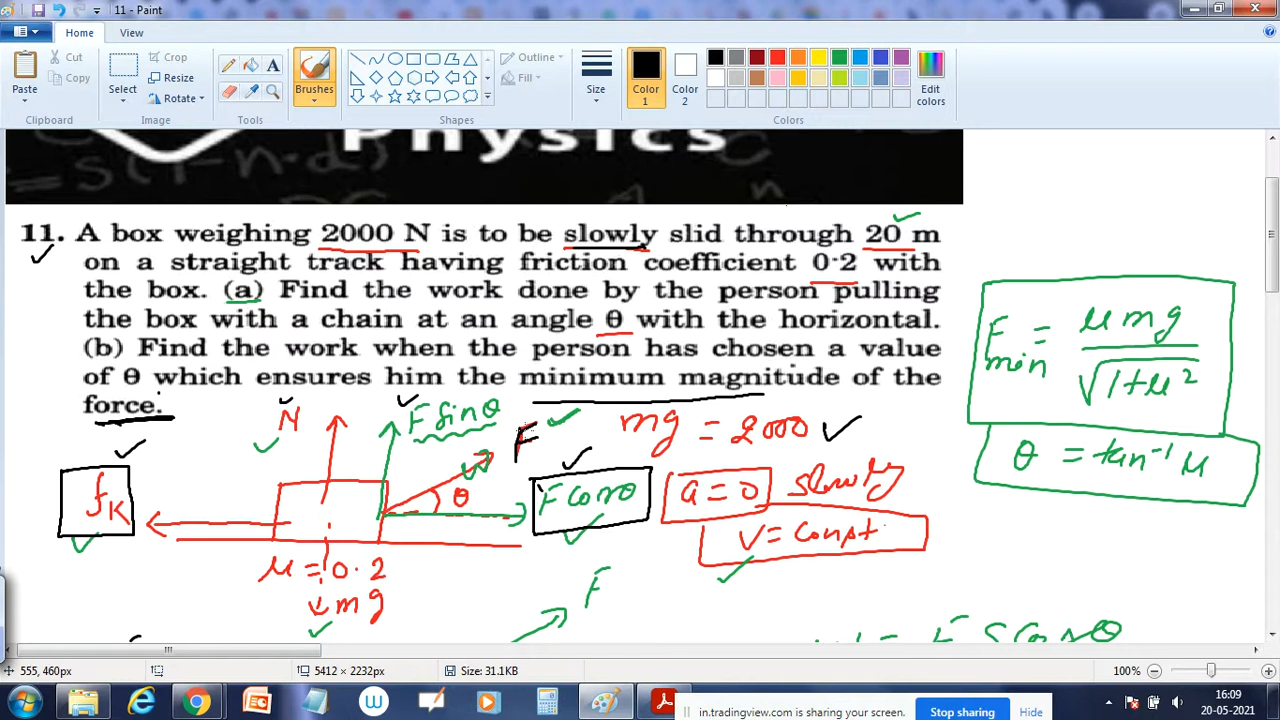 11 - Paint
Home
View
Paste
Cut
Copy
Clipboard
Select
Crop
Resize
Rotate
Image
Tools
Brushes
Shapes
Outline
Fill
Size
Color 1
Color 2
Edit colors
Colors
Physics
11. A box weighing 2000 N is to be slowly slid through 20 m
on a straight track having friction coefficient 0·2 with
the box. (a) Find the work done by the person pulling
the box with a chain at an angle θ with the horizontal.
(b) Find the work when the person has chosen a value
of θ which ensures him the minimum magnitude of the
force.
F min = μmg / √1+μ²
θ = tan⁻¹ μ
N
F sinθ
F
mg = 2000
fK
θ
F cosθ
a = 0 slowly
v = const
μ = 0.2
mg
F
F S cosθ
555, 460px
5412 × 2232px
Size: 31.1KB
100%
in.tradingview.com is sharing your screen.
Stop sharing
Hide
16:09
20-05-2021